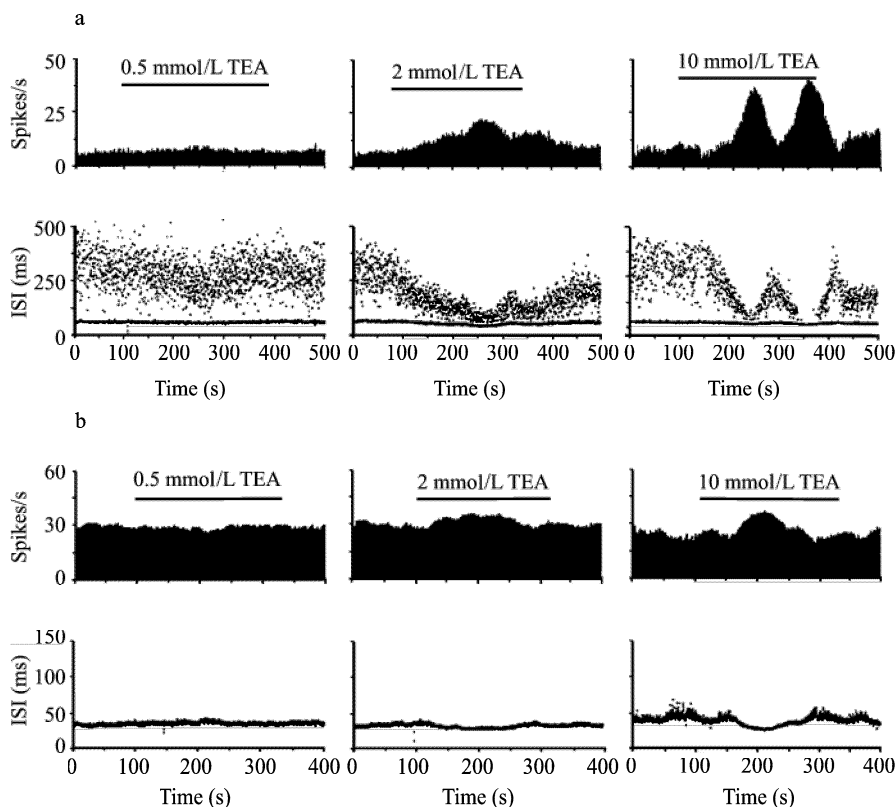 a
50
25
0
Spikes/s
0.5 mmol/L TEA
2 mmol/L TEA
10 mmol/L TEA
500
250
0
ISI (ms)
0 100 200 300 400 500
0 100 200 300 400 500
0 100 200 300 400 500
Time (s)
Time (s)
Time (s)
b
60
30
0
Spikes/s
0.5 mmol/L TEA
2 mmol/L TEA
10 mmol/L TEA
150
100
50
0
ISI (ms)
0 100 200 300 400
0 100 200 300 400
0 100 200 300 400
Time (s)
Time (s)
Time (s)